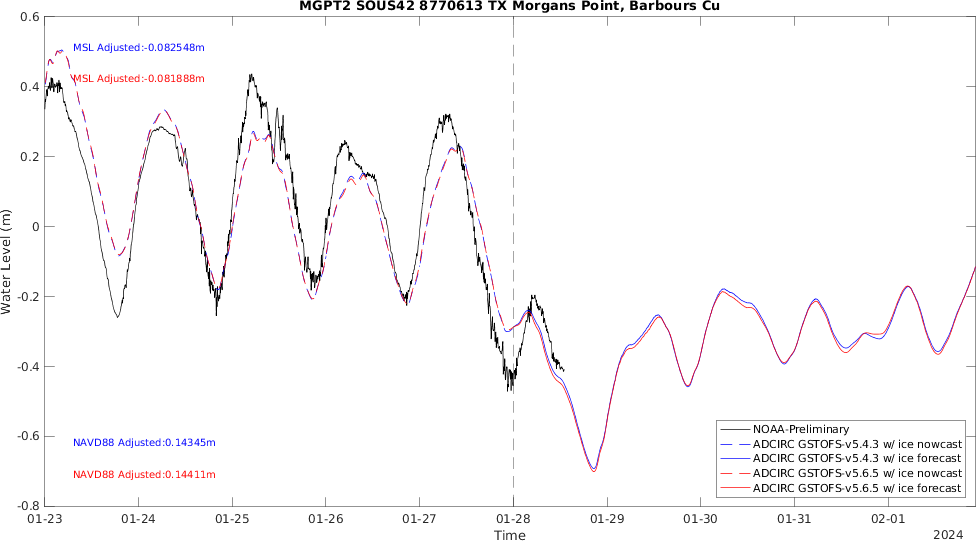 MGPT2 SOUS42 8770613 TX Morgans Point, Barbours Cu
0.6
0.4
0.2
0
-0.2
-0.4
-0.6
-0.8
Water Level (m)
MSL Adjusted:-0.082548m
MSL Adjusted:-0.081888m
NAVD88 Adjusted:0.14345m
NAVD88 Adjusted:0.14411m
NOAA-Preliminary
ADCIRC GSTOFS-v5.4.3 w/ ice nowcast
ADCIRC GSTOFS-v5.4.3 w/ ice forecast
ADCIRC GSTOFS-v5.6.5 w/ ice nowcast
ADCIRC GSTOFS-v5.6.5 w/ ice forecast
01-23 01-24 01-25 01-26 01-27 01-28 01-29 01-30 01-31 02-01
Time
2024